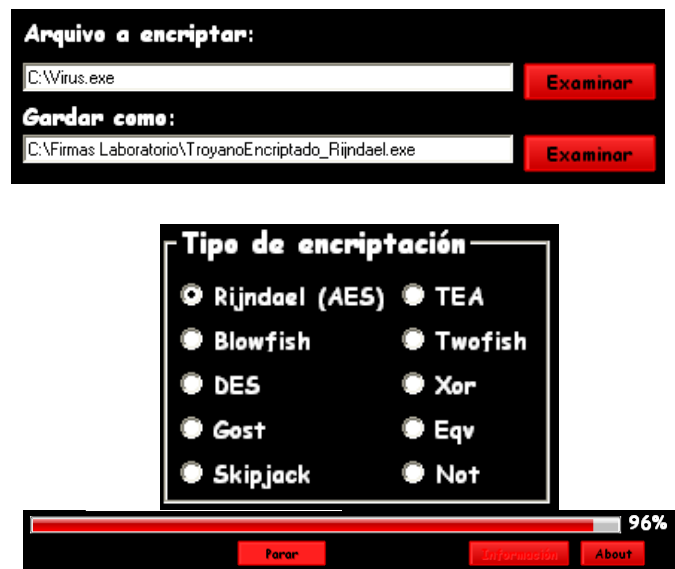 Arquivo a encriptar:
C:\Virus.exe
Examinar
Gardar como:
C:\Firmas Laboratorio\TroyanoEncriptado_Rijndael.exe
Examinar
Tipo de encriptación
Rijndael (AES)
TEA
Blowfish
Twofish
DES
Xor
Gost
Eqv
Skipjack
Not
96%
Parar
Información
About